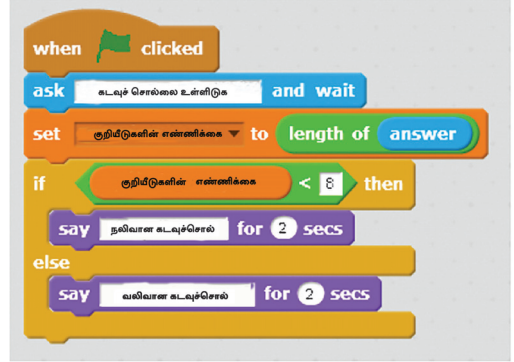 when clicked
ask கடவுச் சொல்லை உள்ளிடுக and wait
set குறியீடுகளின் எண்ணிக்கை to length of answer
if குறியீடுகளின் எண்ணிக்கை < 8 then
say நலிவான கடவுச்சொல் for 2 secs
else
say வலிவான கடவுச்சொல் for 2 secs